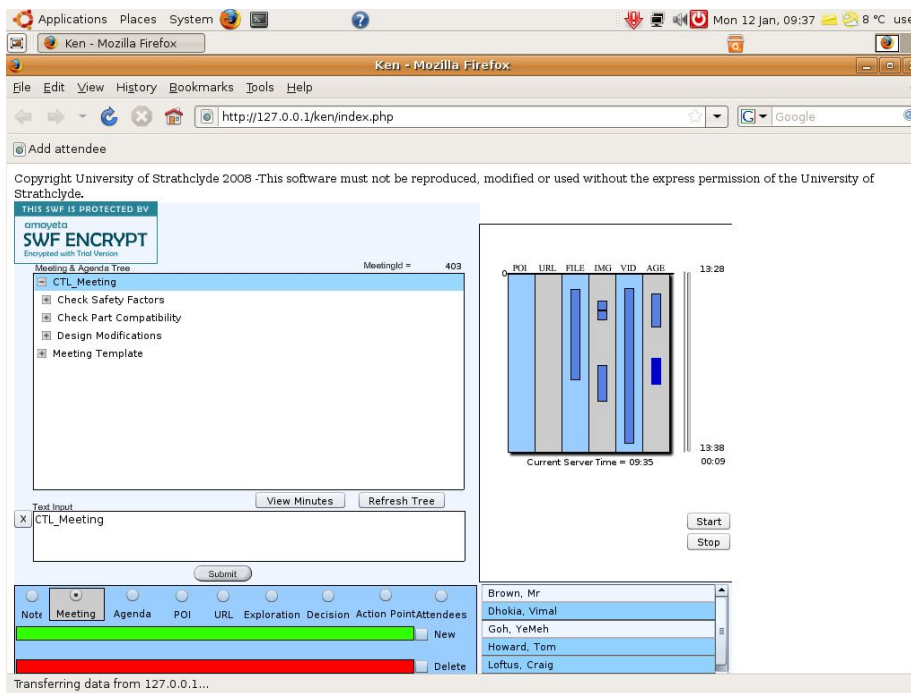 Applications Places System
Mon 12 Jan, 09:37 8 °C use
Ken - Mozilla Firefox
Ken - Mozilla Firefox
File Edit View History Bookmarks Tools Help
http://127.0.0.1/ken/index.php
G Google
Add attendee
Copyright University of Strathclyde 2008 -This software must not be reproduced, modified or used without the express permission of the University of
Strathclyde.
THIS SWF IS PROTECTED BY
amayeta
SWF ENCRYPT
Encrypted with Trial Version
Meeting & Agenda Tree MeetingId = 403
CTL_Meeting
Check Safety Factors
Check Part Compatibility
Design Modifications
Meeting Template
View Minutes Refresh Tree
Text Input
X CTL_Meeting
Submit
Note Meeting Agenda POI URL Exploration Decision Action Point Attendees
New
Delete
POI URL FILE IMG VID AGE
0
13:28
13:38
00:09
Current Server Time = 09:35
Start
Stop
Brown, Mr
Dhokia, Vimal
Goh, YeMeh
Howard, Tom
Loftus, Craig
Transferring data from 127.0.0.1...